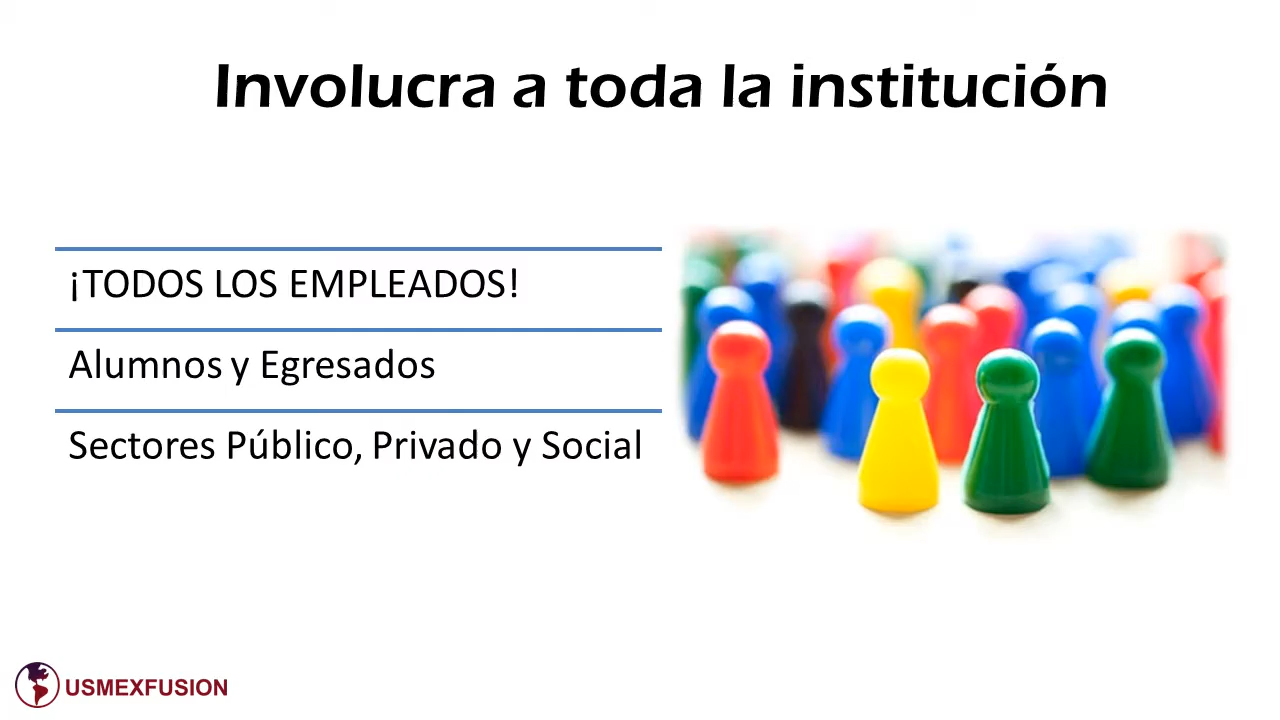 Involucra a toda la institución
¡TODOS LOS EMPLEADOS!
Alumnos y Egresados
Sectores Público, Privado y Social
USMEXFUSION